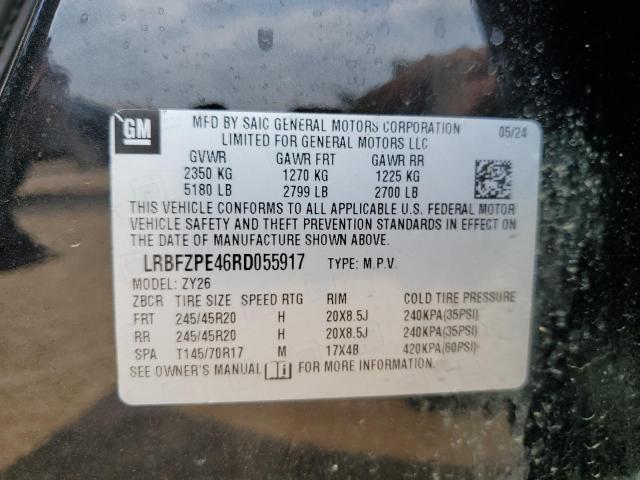 GM
MFD BY SAIC GENERAL MOTORS CORPORATION 05/24
LIMITED FOR GENERAL MOTORS LLC
GVWR GAWR FRT GAWR RR
2350 KG 1270 KG 1225 KG
5180 LB 2799 LB 2700 LB
THIS VEHICLE CONFORMS TO ALL APPLICABLE U.S. FEDERAL MOTOR
VEHICLE SAFETY AND THEFT PREVENTION STANDARDS IN EFFECT ON
THE DATE OF MANUFACTURE SHOWN ABOVE.
LRBFZPE46RD055917 TYPE: M.P.V.
MODEL: ZY26
ZBCR TIRE SIZE SPEED RTG RIM COLD TIRE PRESSURE
FRT 245/45R20 H 20X8.5J 240KPA(35PSI)
RR 245/45R20 H 20X8.5J 240KPA(35PSI)
SPA T145/70R17 M 17X4B 420KPA(60PSI)
SEE OWNER'S MANUAL FOR MORE INFORMATION.